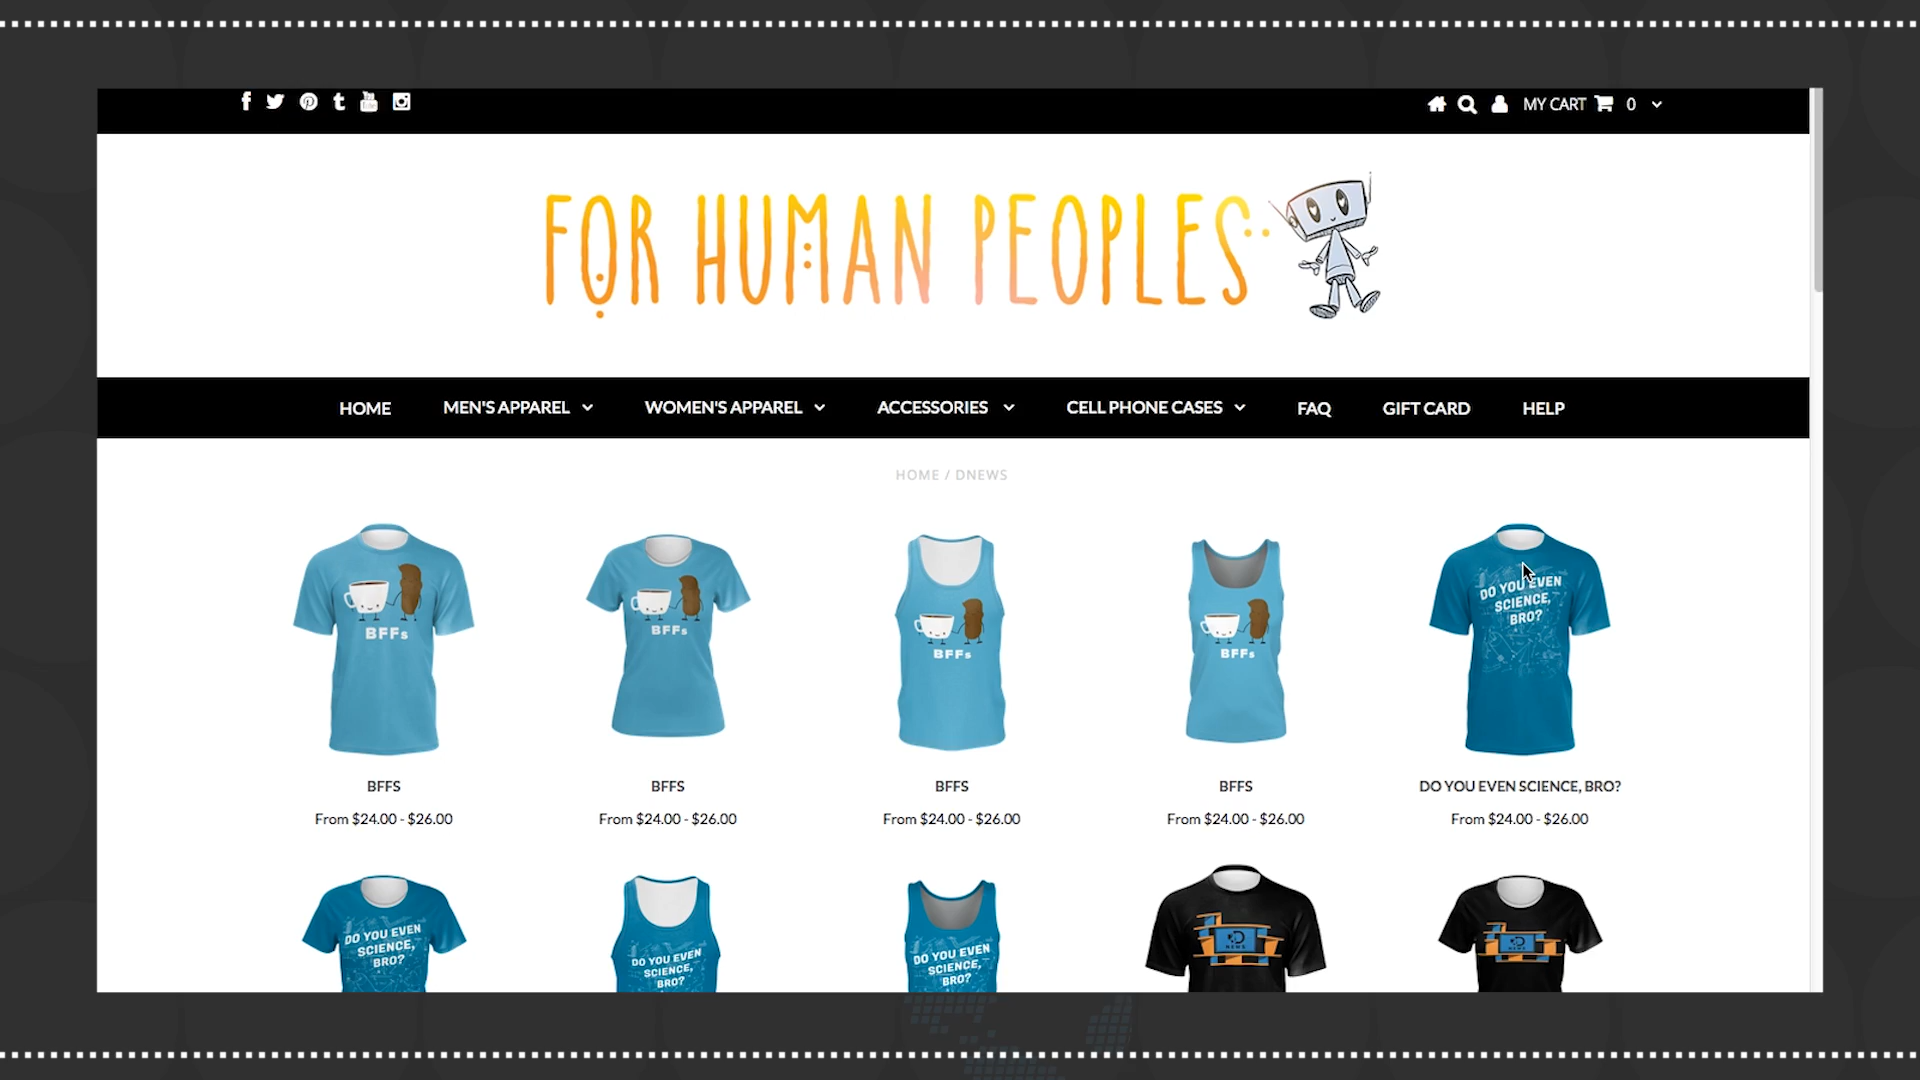 MY CART 0
FOR HUMAN PEOPLES
HOME MEN'S APPAREL WOMEN'S APPAREL ACCESSORIES CELL PHONE CASES FAQ GIFT CARD HELP
HOME / DNEWS
BFFs
BFFs
BFFs
BFFs
DO YOU EVEN
SCIENCE,
BRO?
BFFS
BFFS
BFFS
BFFS
DO YOU EVEN SCIENCE, BRO?
From $24.00 - $26.00
From $24.00 - $26.00
From $24.00 - $26.00
From $24.00 - $26.00
From $24.00 - $26.00
DO YOU EVEN
SCIENCE,
BRO?
DO YOU EVEN
SCIENCE,
BRO?
DO YOU EVEN
SCIENCE,
BRO?
D
NEWS
D
NEWS